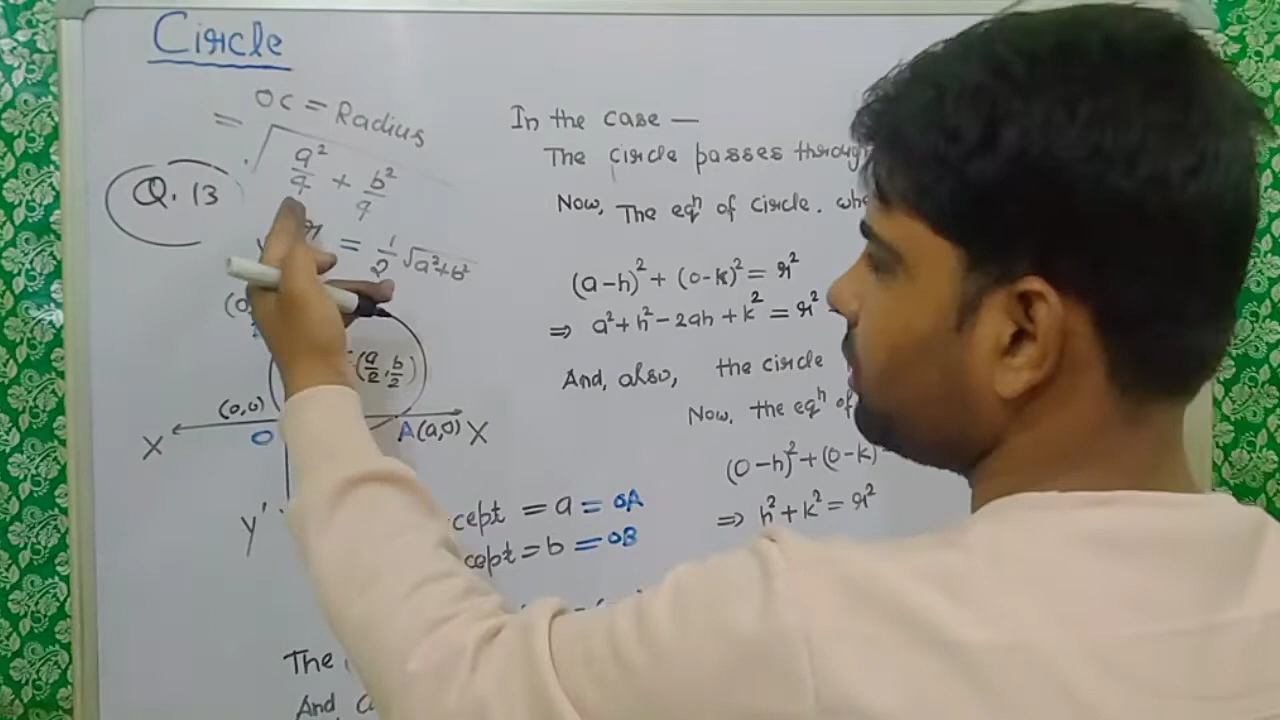 Circle
OC = Radius
= √(a²/4 + b²/4)
Q. 13
r = 1/2 √a²+b²
(a/2, b/2)
(0,0)
O
A(a,0)
X
X
y'
cept = a = OA
cept = b = OB
The
And
In the case —
The circle passes through
Now, The eqⁿ of circle.
(a-h)² + (0-k)² = r²
⇒ a² + h² - 2ah + k² = r²
And, also, the circle
Now, the eqⁿ of
(0-h)² + (0-k)
⇒ h² + k² = r²